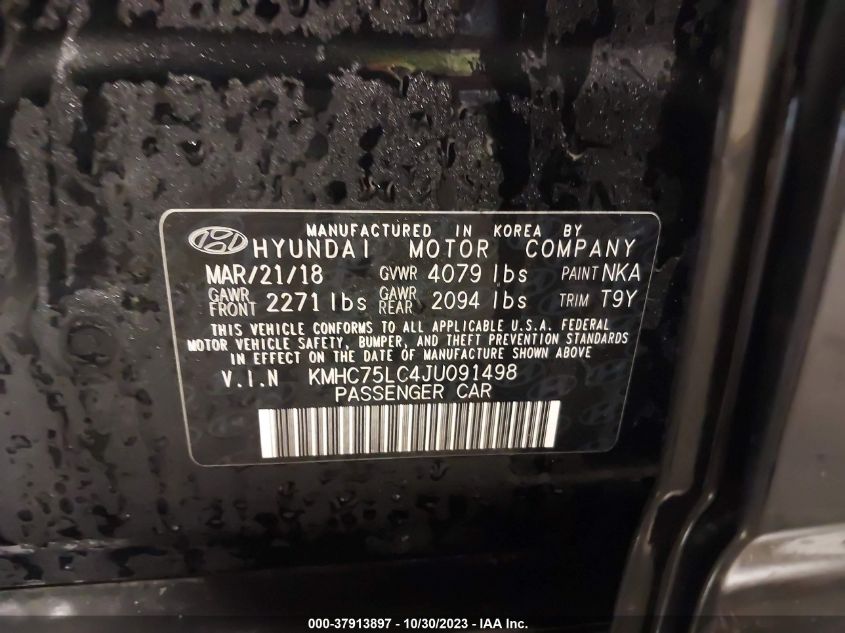 MANUFACTURED IN KOREA BY
HYUNDAI MOTOR COMPANY
MAR/21/18 GVWR 4079 lbs PAINT NKA
GAWR FRONT 2271 lbs GAWR REAR 2094 lbs TRIM T9Y
THIS VEHICLE CONFORMS TO ALL APPLICABLE U.S.A. FEDERAL
MOTOR VEHICLE SAFETY, BUMPER, AND THEFT PREVENTION STANDARDS
IN EFFECT ON THE DATE OF MANUFACTURE SHOWN ABOVE
V.I.N KMHC75LC4JU091498
PASSENGER CAR
000-37913897 - 10/30/2023 - IAA Inc.